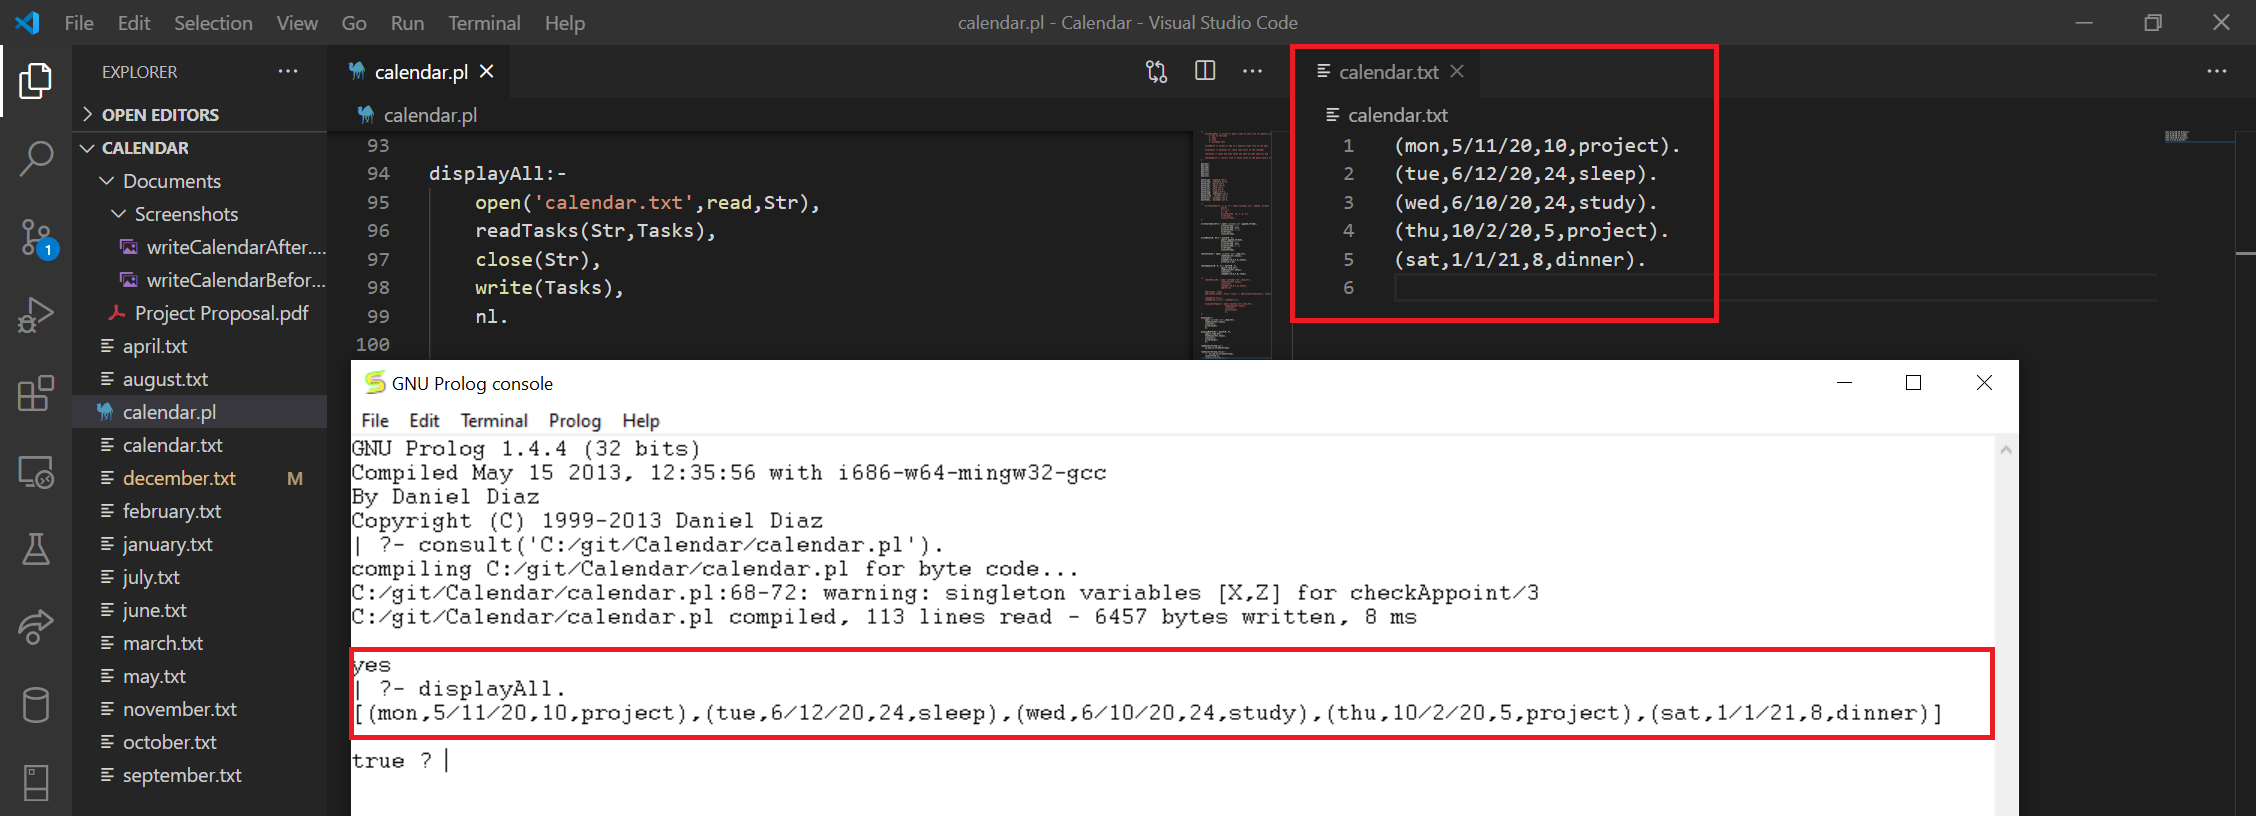 File Edit Selection View Go Run Terminal Help
calendar.pl - Calendar - Visual Studio Code
EXPLORER
OPEN EDITORS
CALENDAR
Documents
Screenshots
writeCalendarAfter....
writeCalendarBefor...
Project Proposal.pdf
april.txt
august.txt
calendar.pl
calendar.txt
december.txt M
february.txt
january.txt
july.txt
june.txt
march.txt
may.txt
november.txt
october.txt
september.txt
1
calendar.pl
calendar.pl
93
94 displayAll:-
95 open('calendar.txt',read,Str),
96 readTasks(Str,Tasks),
97 close(Str),
98 write(Tasks),
99 nl.
100
calendar.txt
calendar.txt
1 (mon,5/11/20,10,project).
2 (tue,6/12/20,24,sleep).
3 (wed,6/10/20,24,study).
4 (thu,10/2/20,5,project).
5 (sat,1/1/21,8,dinner).
6
GNU Prolog console
File Edit Terminal Prolog Help
GNU Prolog 1.4.4 (32 bits)
Compiled May 15 2013, 12:35:56 with i686-w64-mingw32-gcc
By Daniel Diaz
Copyright (C) 1999-2013 Daniel Diaz
| ?- consult('C:/git/Calendar/calendar.pl').
compiling C:/git/Calendar/calendar.pl for byte code...
C:/git/Calendar/calendar.pl:68-72: warning: singleton variables [X,Z] for checkAppoint/3
C:/git/Calendar/calendar.pl compiled, 113 lines read - 6457 bytes written, 8 ms
yes
| ?- displayAll.
[(mon,5/11/20,10,project),(tue,6/12/20,24,sleep),(wed,6/10/20,24,study),(thu,10/2/20,5,project),(sat,1/1/21,8,dinner)]
true ?